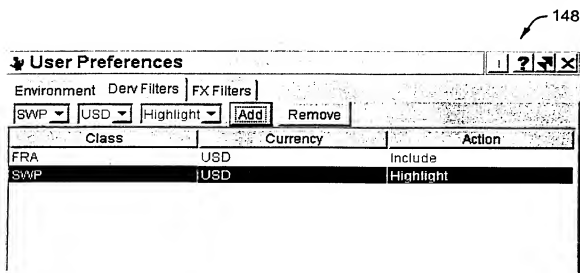 148
User Preferences ?
Environment Derv Filters FX Filters
SWP USD Highlight Add Remove
Class Currency Action
FRA USD Include
SWP USD Highlight